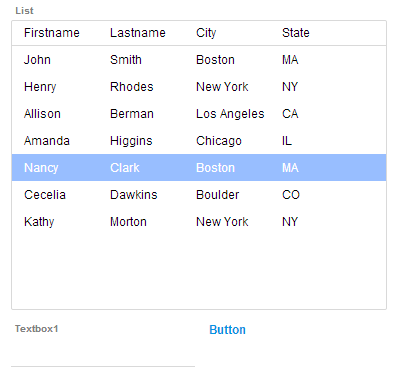 List
Firstname Lastname City State
John Smith Boston MA
Henry Rhodes New York NY
Allison Berman Los Angeles CA
Amanda Higgins Chicago IL
Nancy Clark Boston MA
Cecelia Dawkins Boulder CO
Kathy Morton New York NY
Textbox1 Button